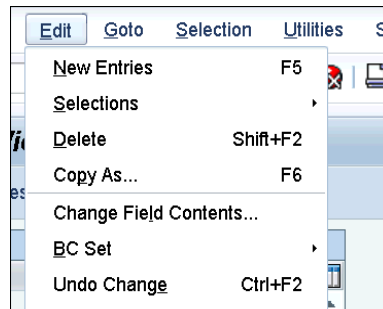 Edit Goto Selection Utilities S
New Entries F5
Selections
Delete Shift+F2
Copy As... F6
Change Field Contents...
BC Set
Undo Change Ctrl+F2